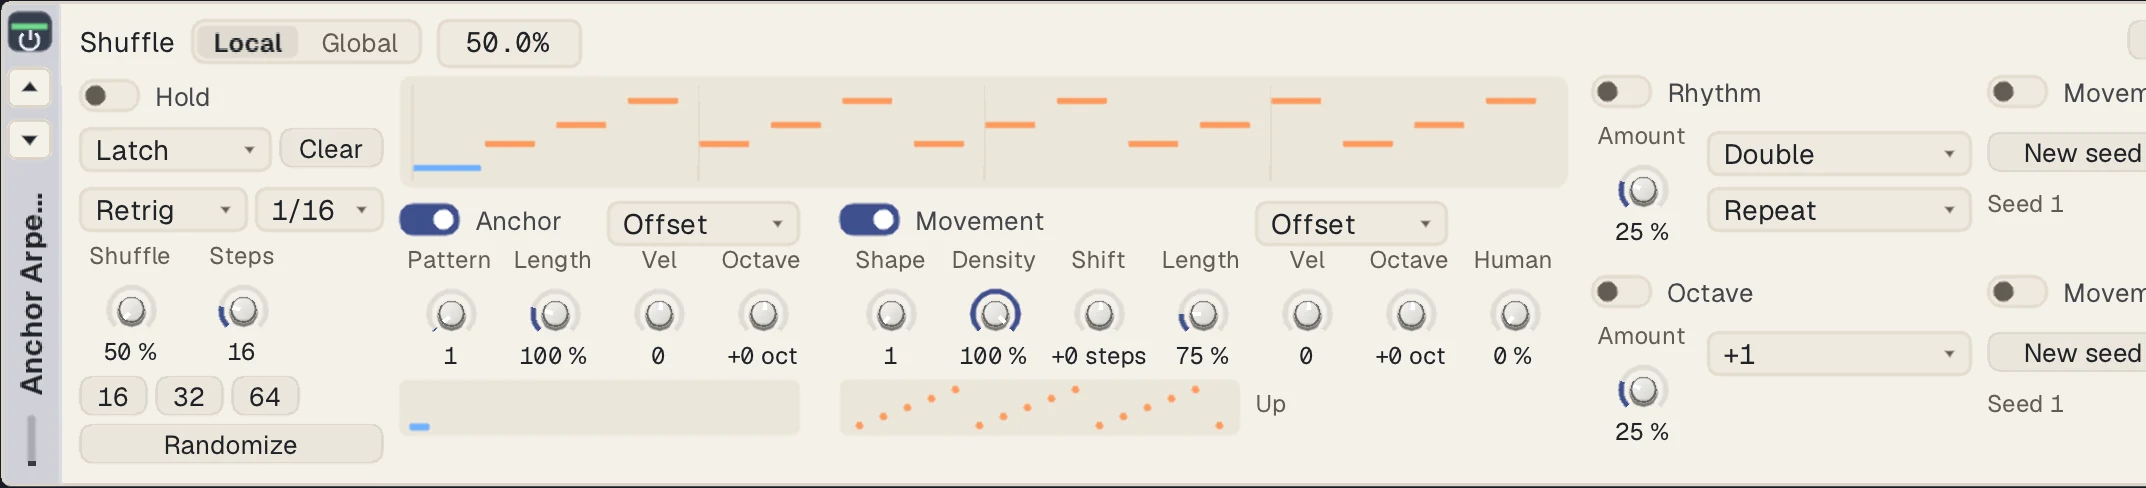 Shuffle Local Global 50.0%
Hold
Latch Clear
Retrig 1/16
Shuffle Steps
50 % 16
16 32 64
Randomize
Anchor Arpe...
Anchor Offset
Pattern Length Vel Octave
1 100 % 0 +0 oct
Movement Offset
Shape Density Shift Length Vel Octave Human
1 100 % +0 steps 75 % 0 +0 oct 0 %
Up
Rhythm
Amount
Double
Repeat
25 %
Movem
New seed
Seed 1
Octave
Amount
+1
25 %
Movem
New seed
Seed 1